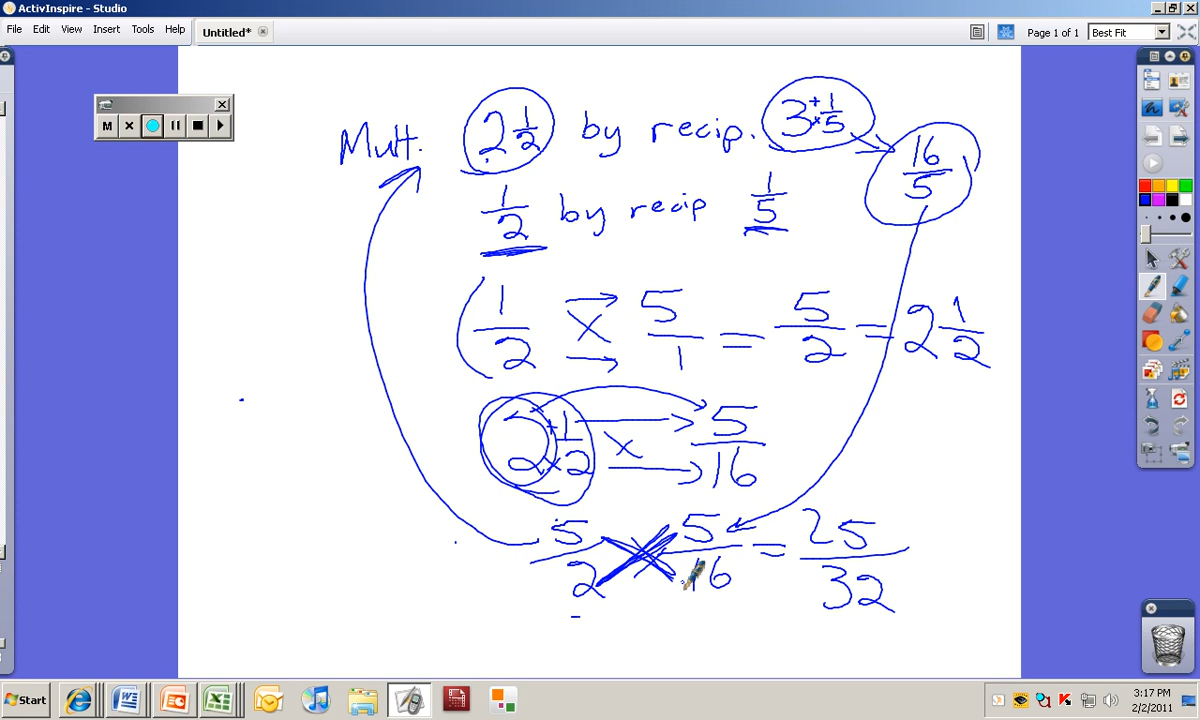 ActivInspire - Studio
File Edit View Insert Tools Help Untitled* Page 1 of 1 Best Fit
M
Mult. 2 1/2 by recip. 3 + 1/× 5
16/5
1/2 by recip 1/5
( 1/2 × 5/1 = 5/2 = 2 1/2
2 + 1/× 2 × 5/16
5/2 × 5/16 = 25/32
Start 3:17 PM
2/2/2011